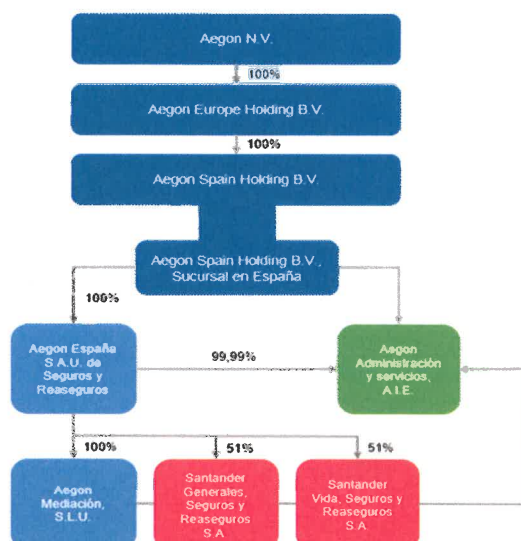 Aegon N.V.
100%
Aegon Europe Holding B.V.
100%
Aegon Spain Holding B.V.
Aegon Spain Holding B.V.,
Sucursal en España
100%
Aegon España
S.A.U. de
Seguros y
Reaseguros
99,99%
Aegon
Administración
y servicios,
A.I.E.
100%
51%
51%
Aegon
Mediación,
S.L.U.
Santander
Generales,
Seguros y
Reaseguros
S.A.
Santander
Vida, Seguros y
Reaseguros
S.A.